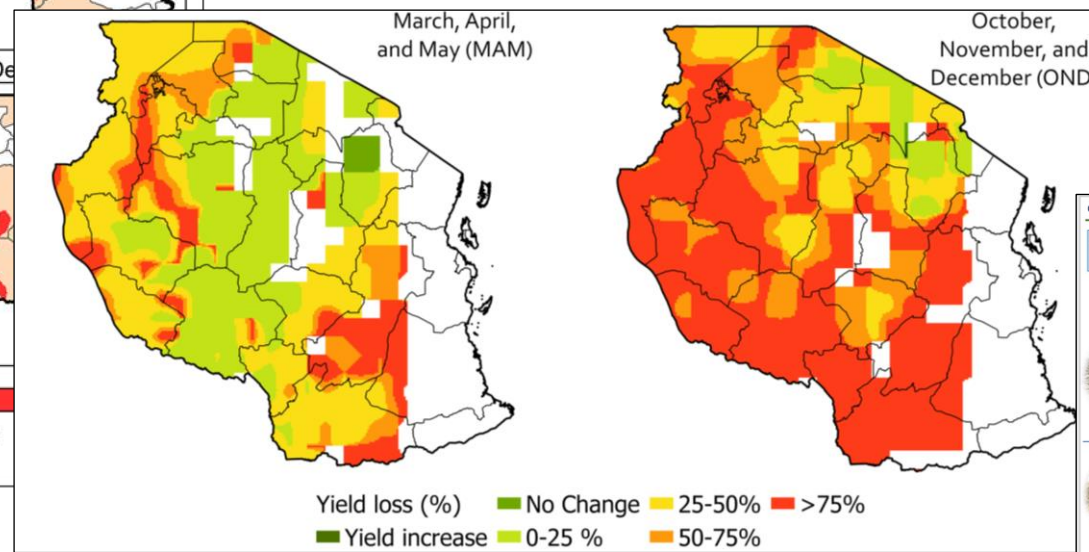 March, April,
and May (MAM)
October,
November, and
December (OND
Yield loss (%)
No Change
25-50%
>75%
Yield increase
0-25 %
50-75%